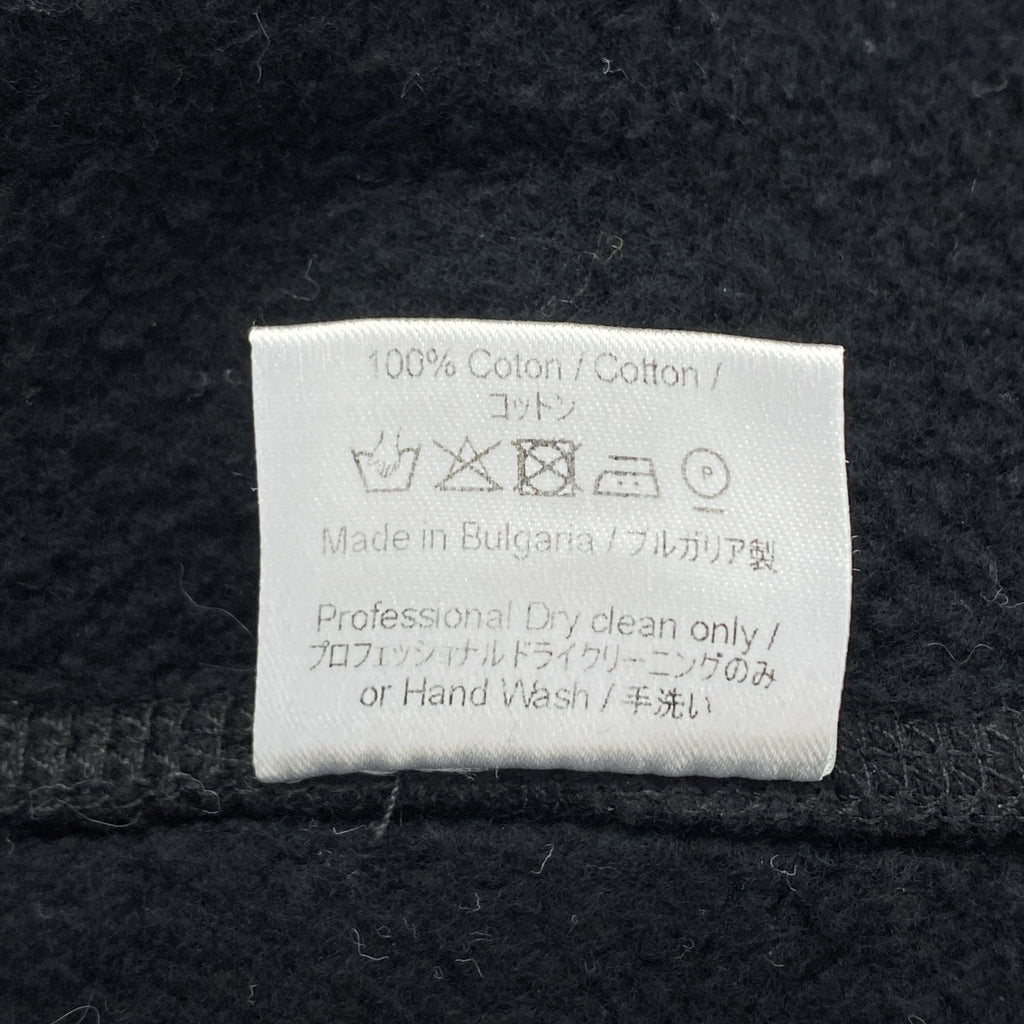 100% Coton / Cotton /
コットン
P
Made in Bulgaria / ブルガリア製
Professional Dry clean only /
プロフェッショナルドライクリーニングのみ
or Hand Wash / 手洗い